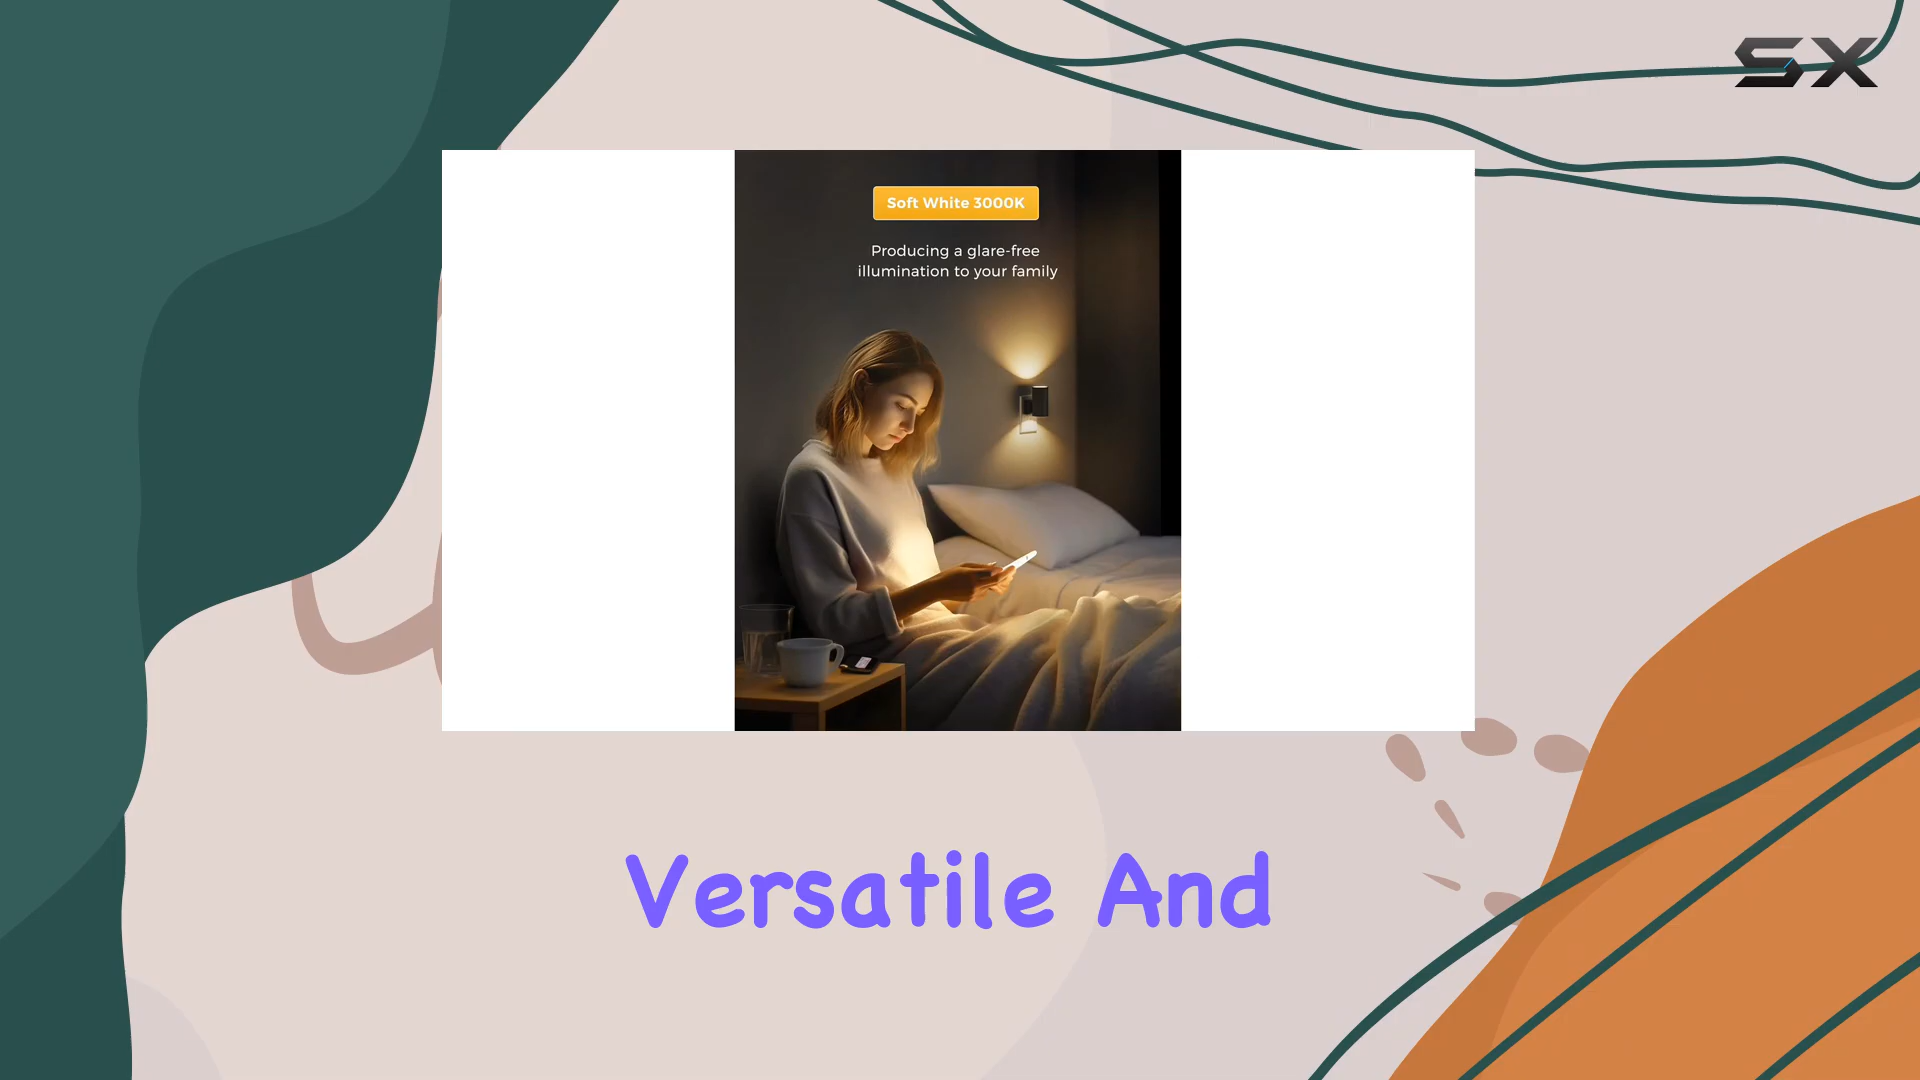 SX
Soft White 3000K
Producing a glare-free
illumination to your family
Versatile And